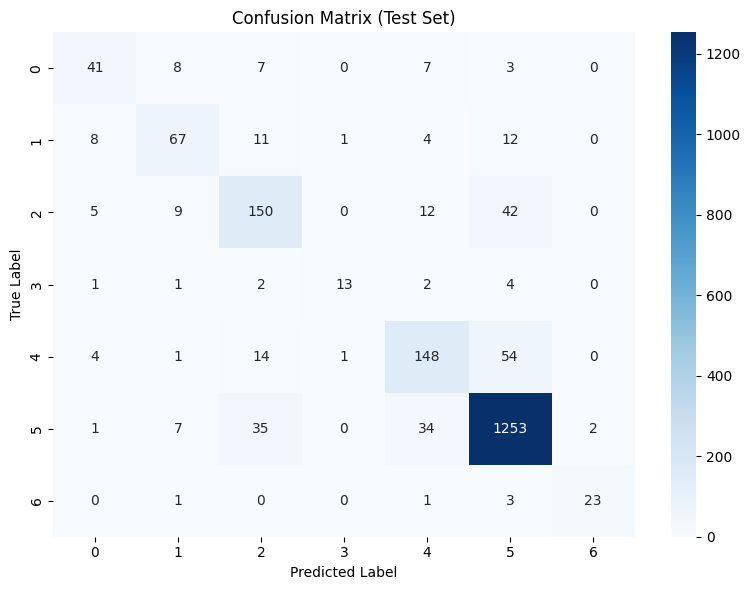 Confusion Matrix (Test Set)
0 41 8 7 0 7 3 0
1 8 67 11 1 4 12 0
2 5 9 150 0 12 42 0
3 1 1 2 13 2 4 0
4 4 1 14 1 148 54 0
5 1 7 35 0 34 1253 2
6 0 1 0 0 1 3 23
0 1 2 3 4 5 6
True Label
Predicted Label
1200
1000
800
600
400
200
0